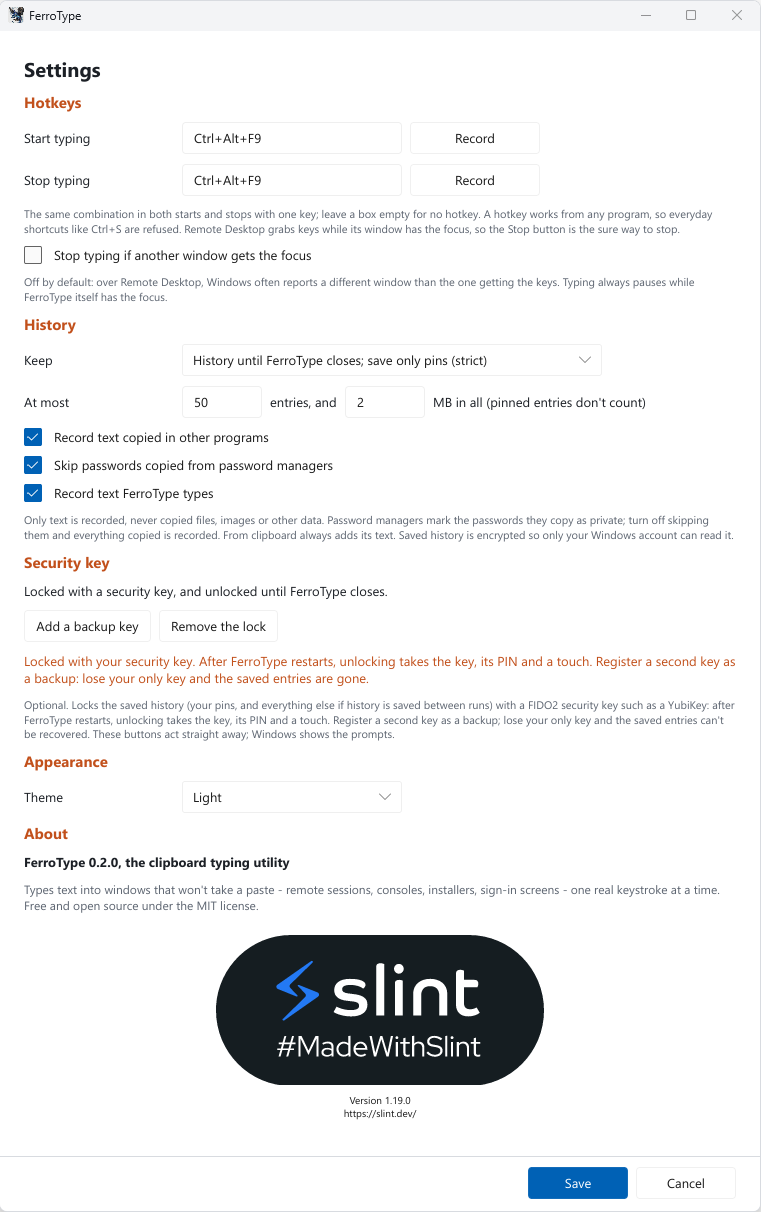 FerroType
Settings
Hotkeys
Start typing
Ctrl+Alt+F9
Record
Stop typing
Ctrl+Alt+F9
Record
The same combination in both starts and stops with one key; leave a box empty for no hotkey. A hotkey works from any program, so everyday
shortcuts like Ctrl+S are refused. Remote Desktop grabs keys while its window has the focus, so the Stop button is the sure way to stop.
Stop typing if another window gets the focus
Off by default: over Remote Desktop, Windows often reports a different window than the one getting the keys. Typing always pauses while
FerroType itself has the focus.
History
Keep
History until FerroType closes; save only pins (strict)
At most
50
entries, and
2
MB in all (pinned entries don't count)
Record text copied in other programs
Skip passwords copied from password managers
Record text FerroType types
Only text is recorded, never copied files, images or other data. Password managers mark the passwords they copy as private; turn off skipping
them and everything copied is recorded. From clipboard always adds its text. Saved history is encrypted so only your Windows account can read it.
Security key
Locked with a security key, and unlocked until FerroType closes.
Add a backup key
Remove the lock
Locked with your security key. After FerroType restarts, unlocking takes the key, its PIN and a touch. Register a second key as
a backup: lose your only key and the saved entries are gone.
Optional. Locks the saved history (your pins, and everything else if history is saved between runs) with a FIDO2 security key such as a YubiKey: after
FerroType restarts, unlocking takes the key, its PIN and a touch. Register a second key as a backup; lose your only key and the saved entries can't
be recovered. These buttons act straight away; Windows shows the prompts.
Appearance
Theme
Light
About
FerroType 0.2.0, the clipboard typing utility
Types text into windows that won't take a paste - remote sessions, consoles, installers, sign-in screens - one real keystroke at a time.
Free and open source under the MIT license.
slint
#MadeWithSlint
Version 1.19.0
https://slint.dev/
Save
Cancel